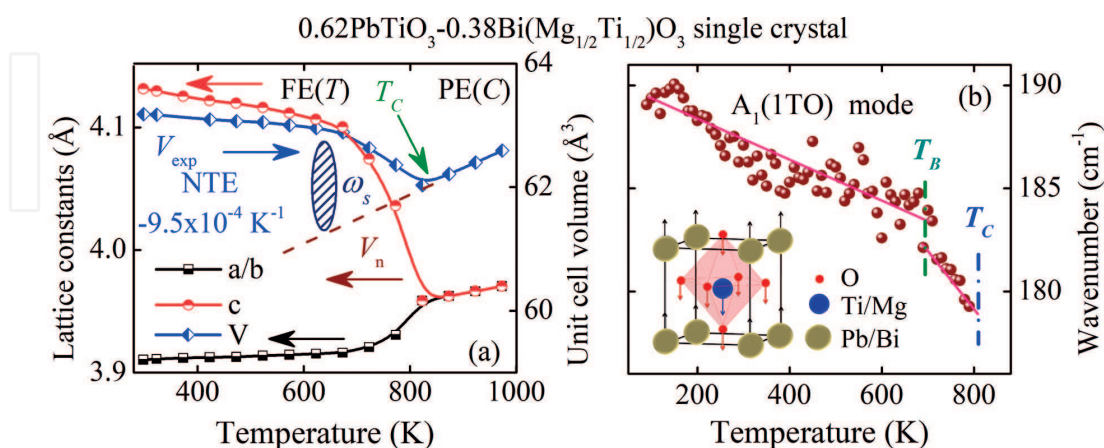 0.62PbTiO3-0.38Bi(Mg1/2Ti1/2)O3 single crystal
Lattice constants (Å)
4.1
4.0
3.9
FE(T)
PE(C)
TC
Vexp
NTE
-9.5x10-4 K-1
ωs
Vn
a/b
c
V
(a)
400 600 800 1000
Temperature (K)
64
62
60
Unit cell volume (Å3)
A1(1TO) mode
(b)
TB
TC
O
Ti/Mg
Pb/Bi
200 400 600 800
Temperature (K)
190
185
180
Wavenumber (cm-1)